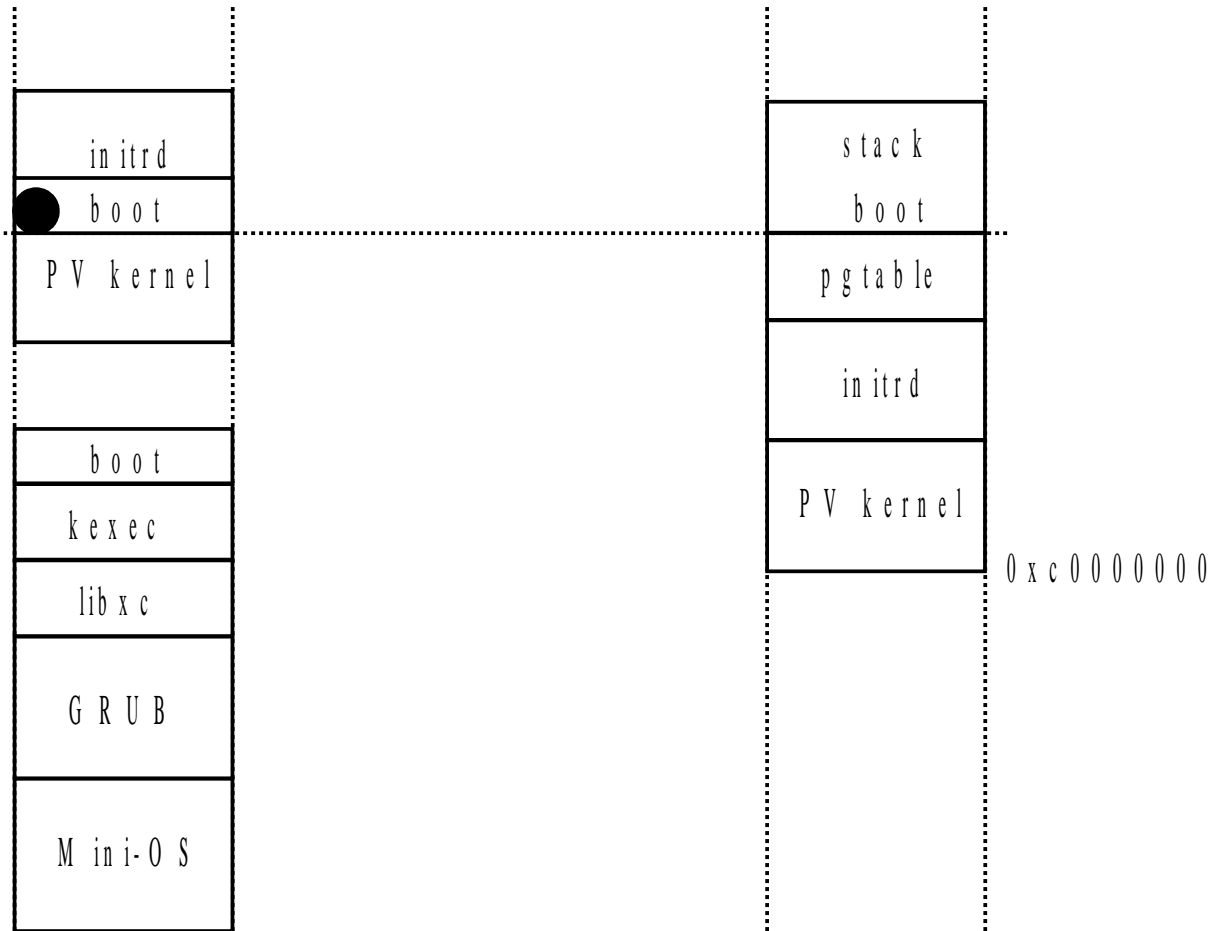 initrd
boot
PV kernel
boot
kexec
libxc
GRUB
Mini-OS
stack
boot
pgtable
initrd
PV kernel
0xc0000000